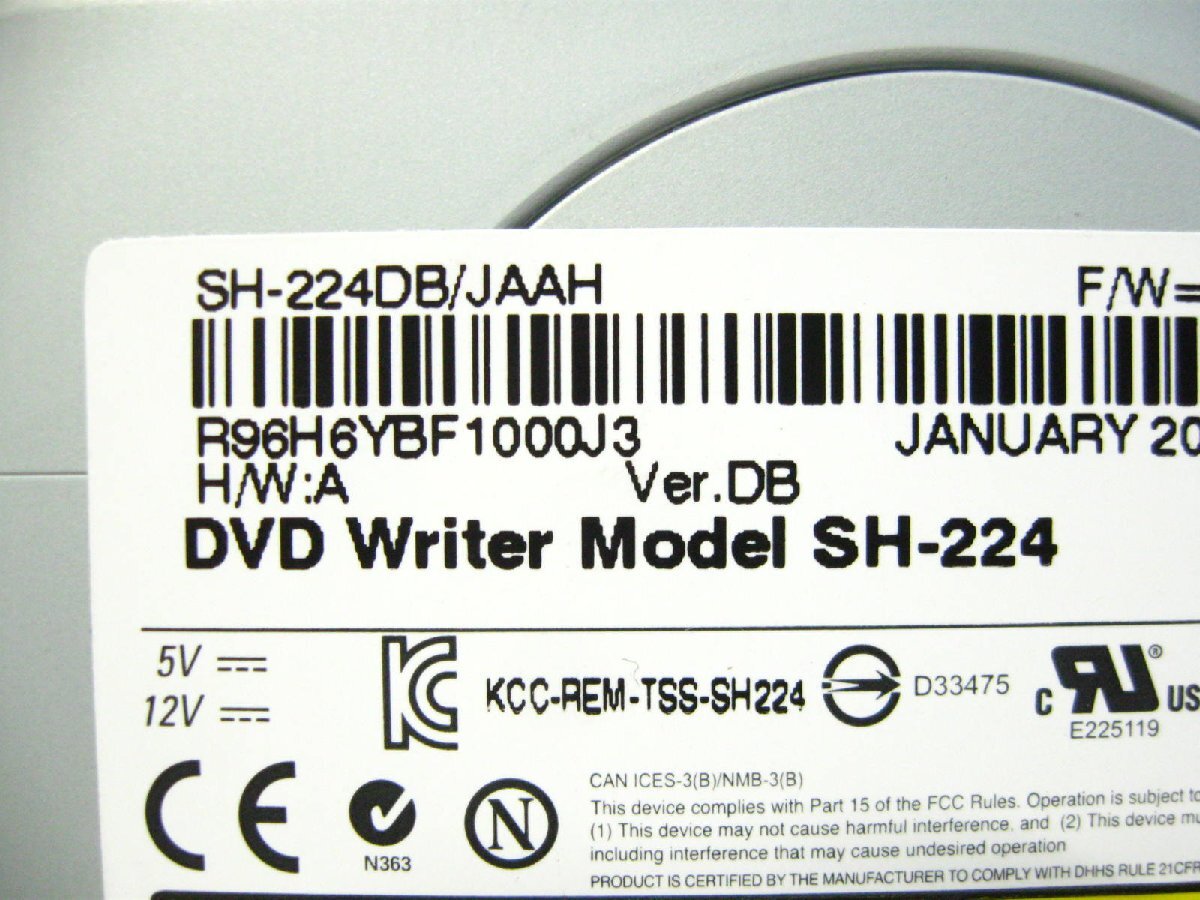 SH-224DB/JAAH F/W=
R96H6YBF1000J3 JANUARY 20
H/W:A Ver.DB
DVD Writer Model SH-224
5V
12V
KC KCC-REM-TSS-SH224 D33475 c RU ® US
E225119
CE N363 N
CAN ICES-3(B)/NMB-3(B)
This device complies with Part 15 of the FCC Rules. Operation is subject to
(1) This device may not cause harmful interference, and (2) This device mu
including interference that may cause undesired operation
PRODUCT IS CERTIFIED BY THE MANUFACTURER TO COMPLY WITH DHHS RULE 21CFR